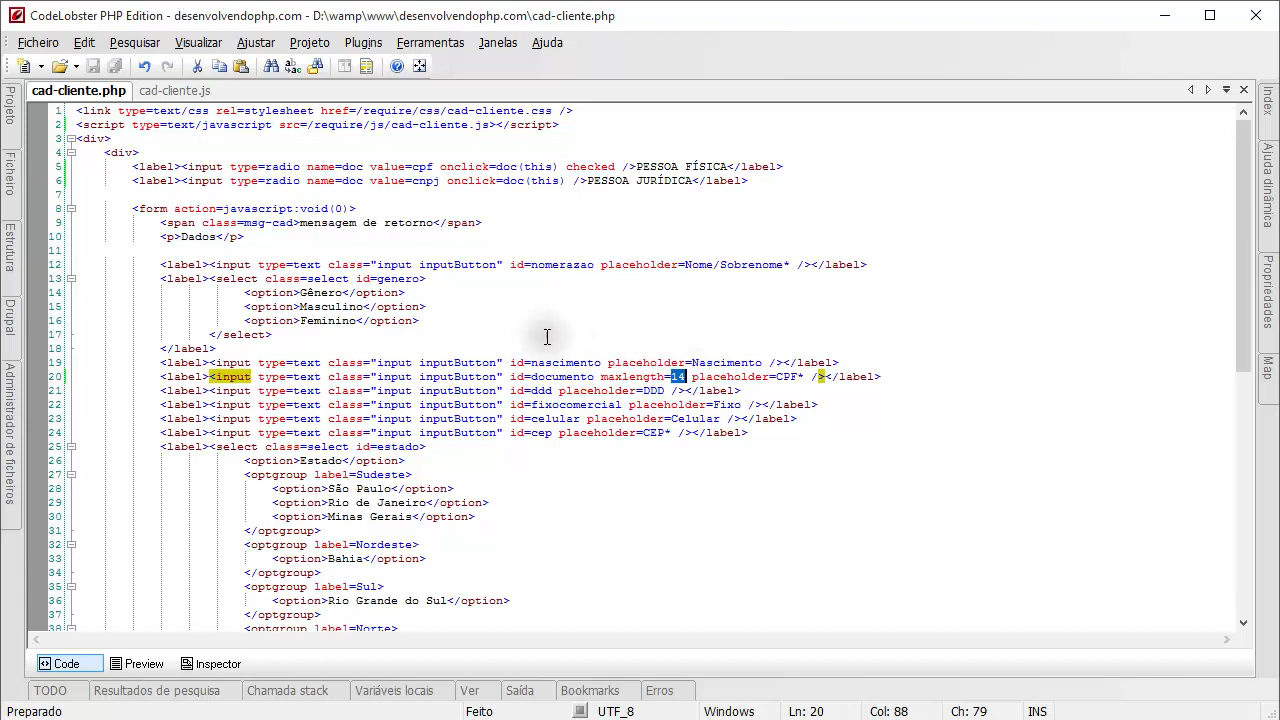 CodeLobster PHP Edition - desenvolvendophp.com - D:\wamp\www\desenvolvendophp.com\cad-cliente.php
Ficheiro Edit Pesquisar Visualizar Ajustar Projeto Plugins Ferramentas Janelas Ajuda
cad-cliente.php cad-cliente.js
Projeto
Ficheiro
Estrutura
Drupal
Administrador de ficheiros
1 <link type=text/css rel=stylesheet href=/require/css/cad-cliente.css />
2 <script type=text/javascript src=/require/js/cad-cliente.js></script>
3 <div>
4 <div>
5 <label><input type=radio name=doc value=cpf onclick=doc(this) checked />PESSOA FÍSICA</label>
6 <label><input type=radio name=doc value=cnpj onclick=doc(this) />PESSOA JURÍDICA</label>
7
8 <form action=javascript:void(0)>
9 <span class=msg-cad>mensagem de retorno</span>
10 <p>Dados</p>
11
12 <label><input type=text class="input inputButton" id=nomerazao placeholder=Nome/Sobrenome* /></label>
13 <label><select class=select id=genero>
14 <option>Gênero</option>
15 <option>Masculino</option>
16 <option>Feminino</option>
17 </select>
18 </label>
19 <label><input type=text class="input inputButton" id=nascimento placeholder=Nascimento /></label>
20 <label><input type=text class="input inputButton" id=documento maxlength=14 placeholder=CPF* /></label>
21 <label><input type=text class="input inputButton" id=ddd placeholder=DDD /></label>
22 <label><input type=text class="input inputButton" id=fixocomercial placeholder=Fixo /></label>
23 <label><input type=text class="input inputButton" id=celular placeholder=Celular /></label>
24 <label><input type=text class="input inputButton" id=cep placeholder=CEP* /></label>
25 <label><select class=select id=estado>
26 <option>Estado</option>
27 <optgroup label=Sudeste>
28 <option>São Paulo</option>
29 <option>Rio de Janeiro</option>
30 <option>Minas Gerais</option>
31 </optgroup>
32 <optgroup label=Nordeste>
33 <option>Bahia</option>
34 </optgroup>
35 <optgroup label=Sul>
36 <option>Rio Grande do Sul</option>
37 </optgroup>
38 <optgroup label=Norte>
Index
Ajuda dinâmica
Propriedades
Map
Code Preview Inspector
TODO Resultados de pesquisa Chamada stack Variáveis locais Ver Saída Bookmarks Erros
Preparado Feito UTF_8 Windows Ln: 20 Col: 88 Ch: 79 INS